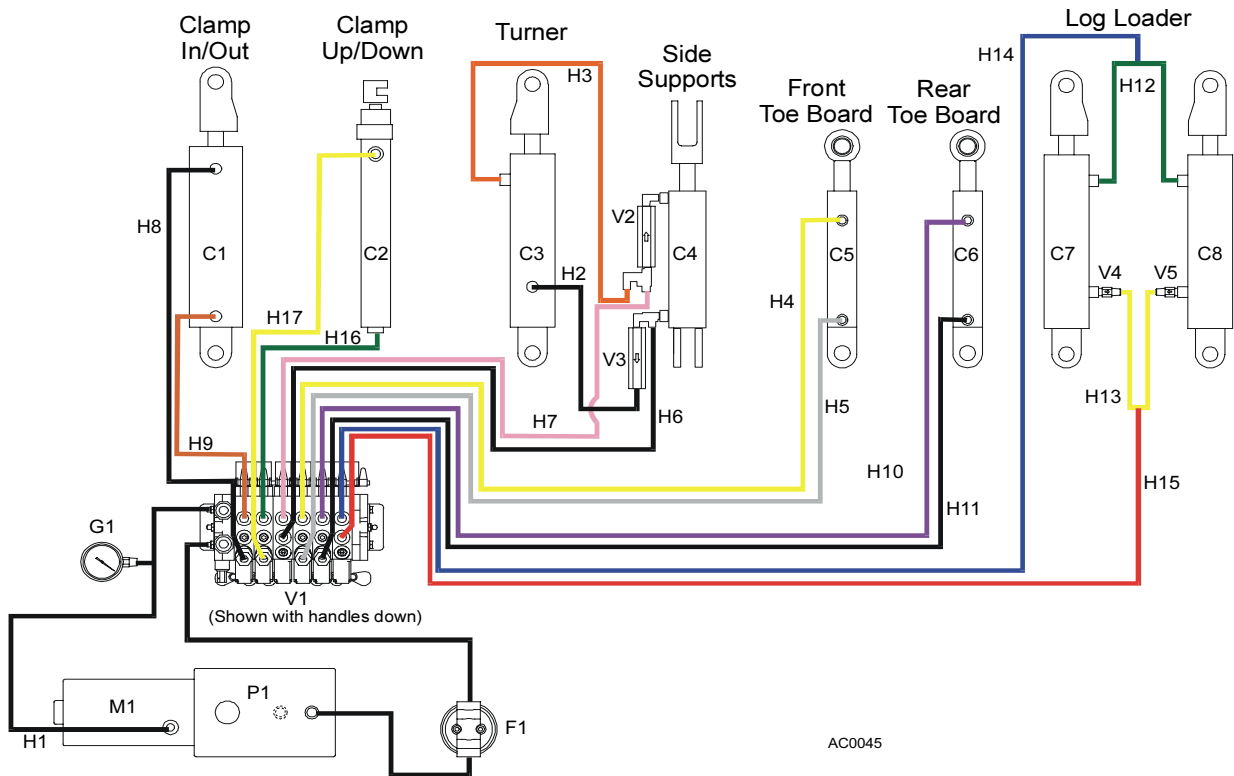 Clamp
In/Out
Clamp
Up/Down
Turner
Side
Supports
Front
Toe Board
Rear
Toe Board
Log Loader
H3
H14
H12
H8
V2
C1
C2
C3
C4
C5
C6
C7
C8
H2
V4
V5
H4
H17
H16
V3
H13
H7
H6
H5
H9
H10
H11
H15
G1
V1
(Shown with handles down)
M1
P1
F1
H1
AC0045